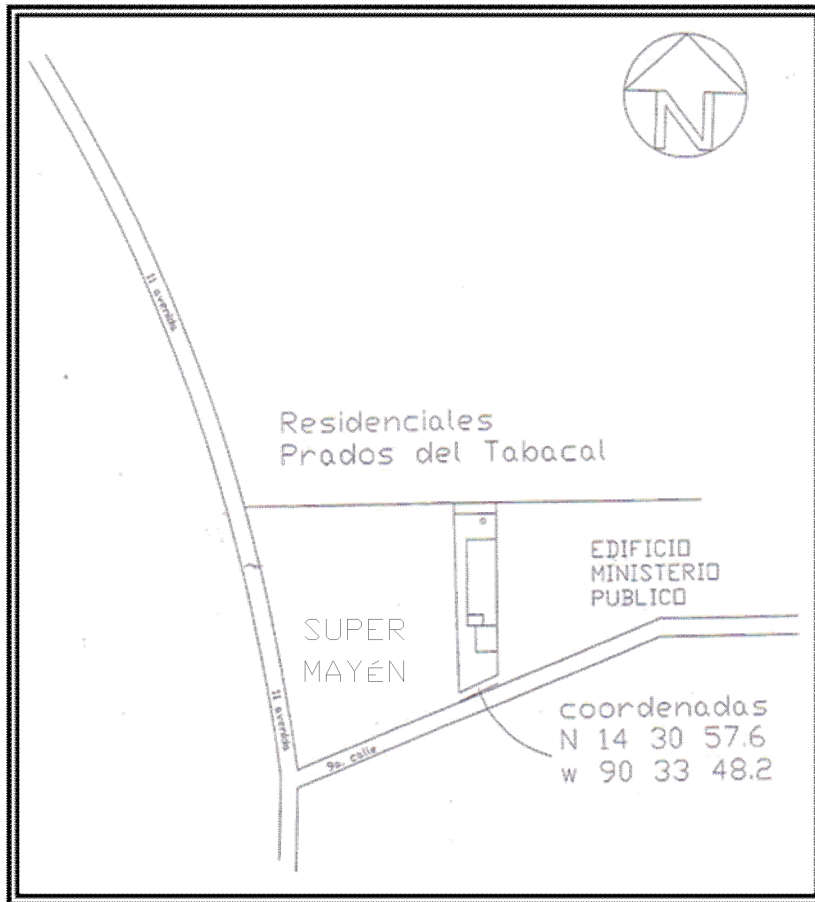 N
11 avenida
Residenciales
Prados del Tabacal
EDIFICIO
MINISTERIO
PUBLICO
SUPER
MAYéN
11 avenida
9a. calle
coordenadas
N 14 30 57.6
W 90 33 48.2